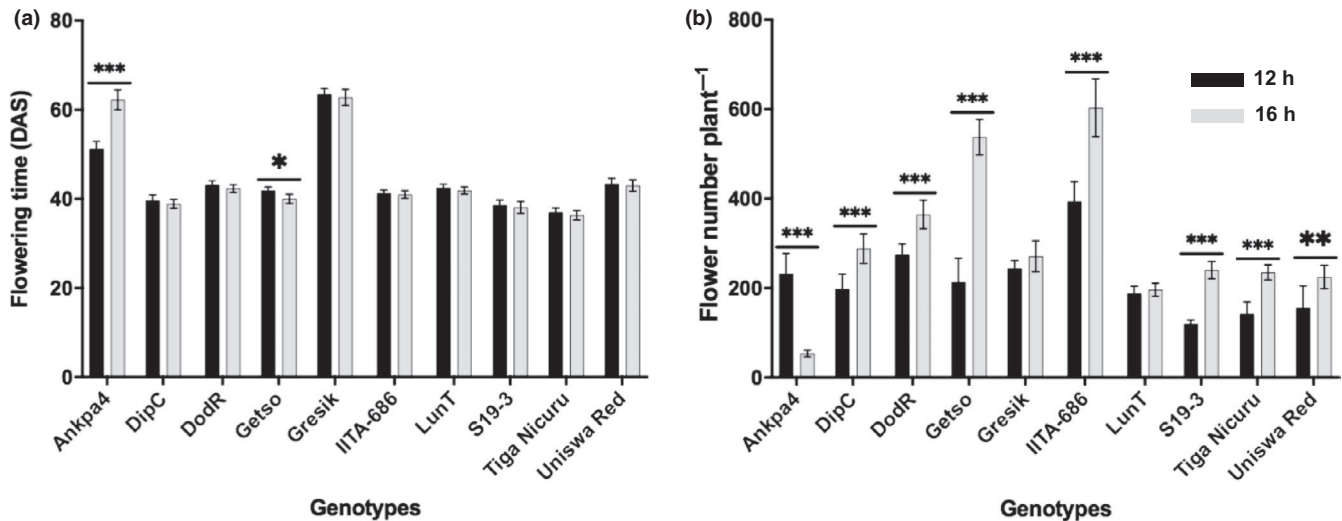 (a)
Flowering time (DAS)
80
60
40
20
0
***
*
Ankpa4
DipC
DodR
Getso
Gresik
IITA-686
LunT
S19-3
Tiga Nicuru
Uniswa Red
Genotypes
(b)
Flower number plant⁻¹
800
600
400
200
0
***
***
***
***
***
***
***
**
12 h
16 h
Ankpa4
DipC
DodR
Getso
Gresik
IITA-686
LunT
S19-3
Tiga Nicuru
Uniswa Red
Genotypes